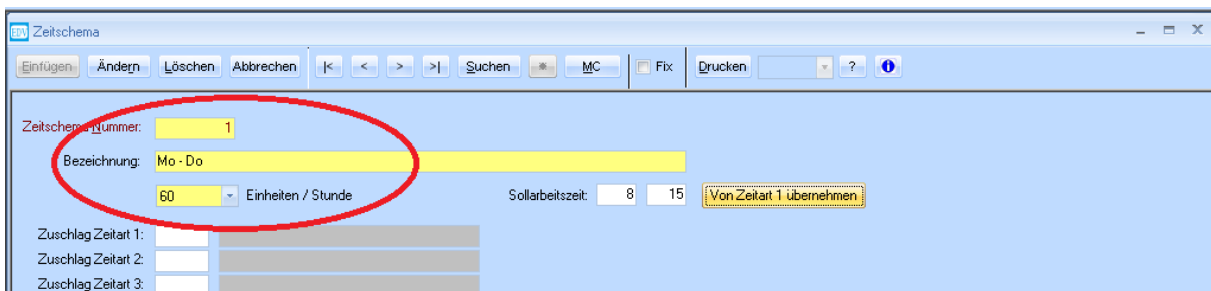 EDV Zeitschema
Einfügen Ändern Löschen Abbrechen |< < > >| Suchen * MC Fix Drucken ? i
Zeitschema Nummer: 1
Bezeichnung: Mo - Do
60 Einheiten / Stunde Sollarbeitszeit: 8 15 Von Zeitart 1 übernehmen
Zuschlag Zeitart 1:
Zuschlag Zeitart 2:
Zuschlag Zeitart 3: